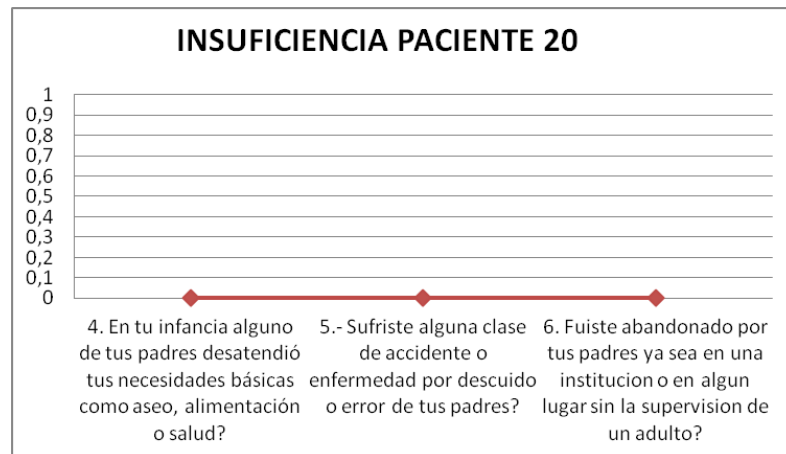 INSUFICIENCIA PACIENTE 20
1
0,9
0,8
0,7
0,6
0,5
0,4
0,3
0,2
0,1
0
4. En tu infancia alguno
de tus padres desatendió
tus necesidades básicas
como aseo, alimentación
o salud?
5.- Sufriste alguna clase
de accidente o
enfermedad por descuido
o error de tus padres?
6. Fuiste abandonado por
tus padres ya sea en una
institucion o en algun
lugar sin la supervision de
un adulto?